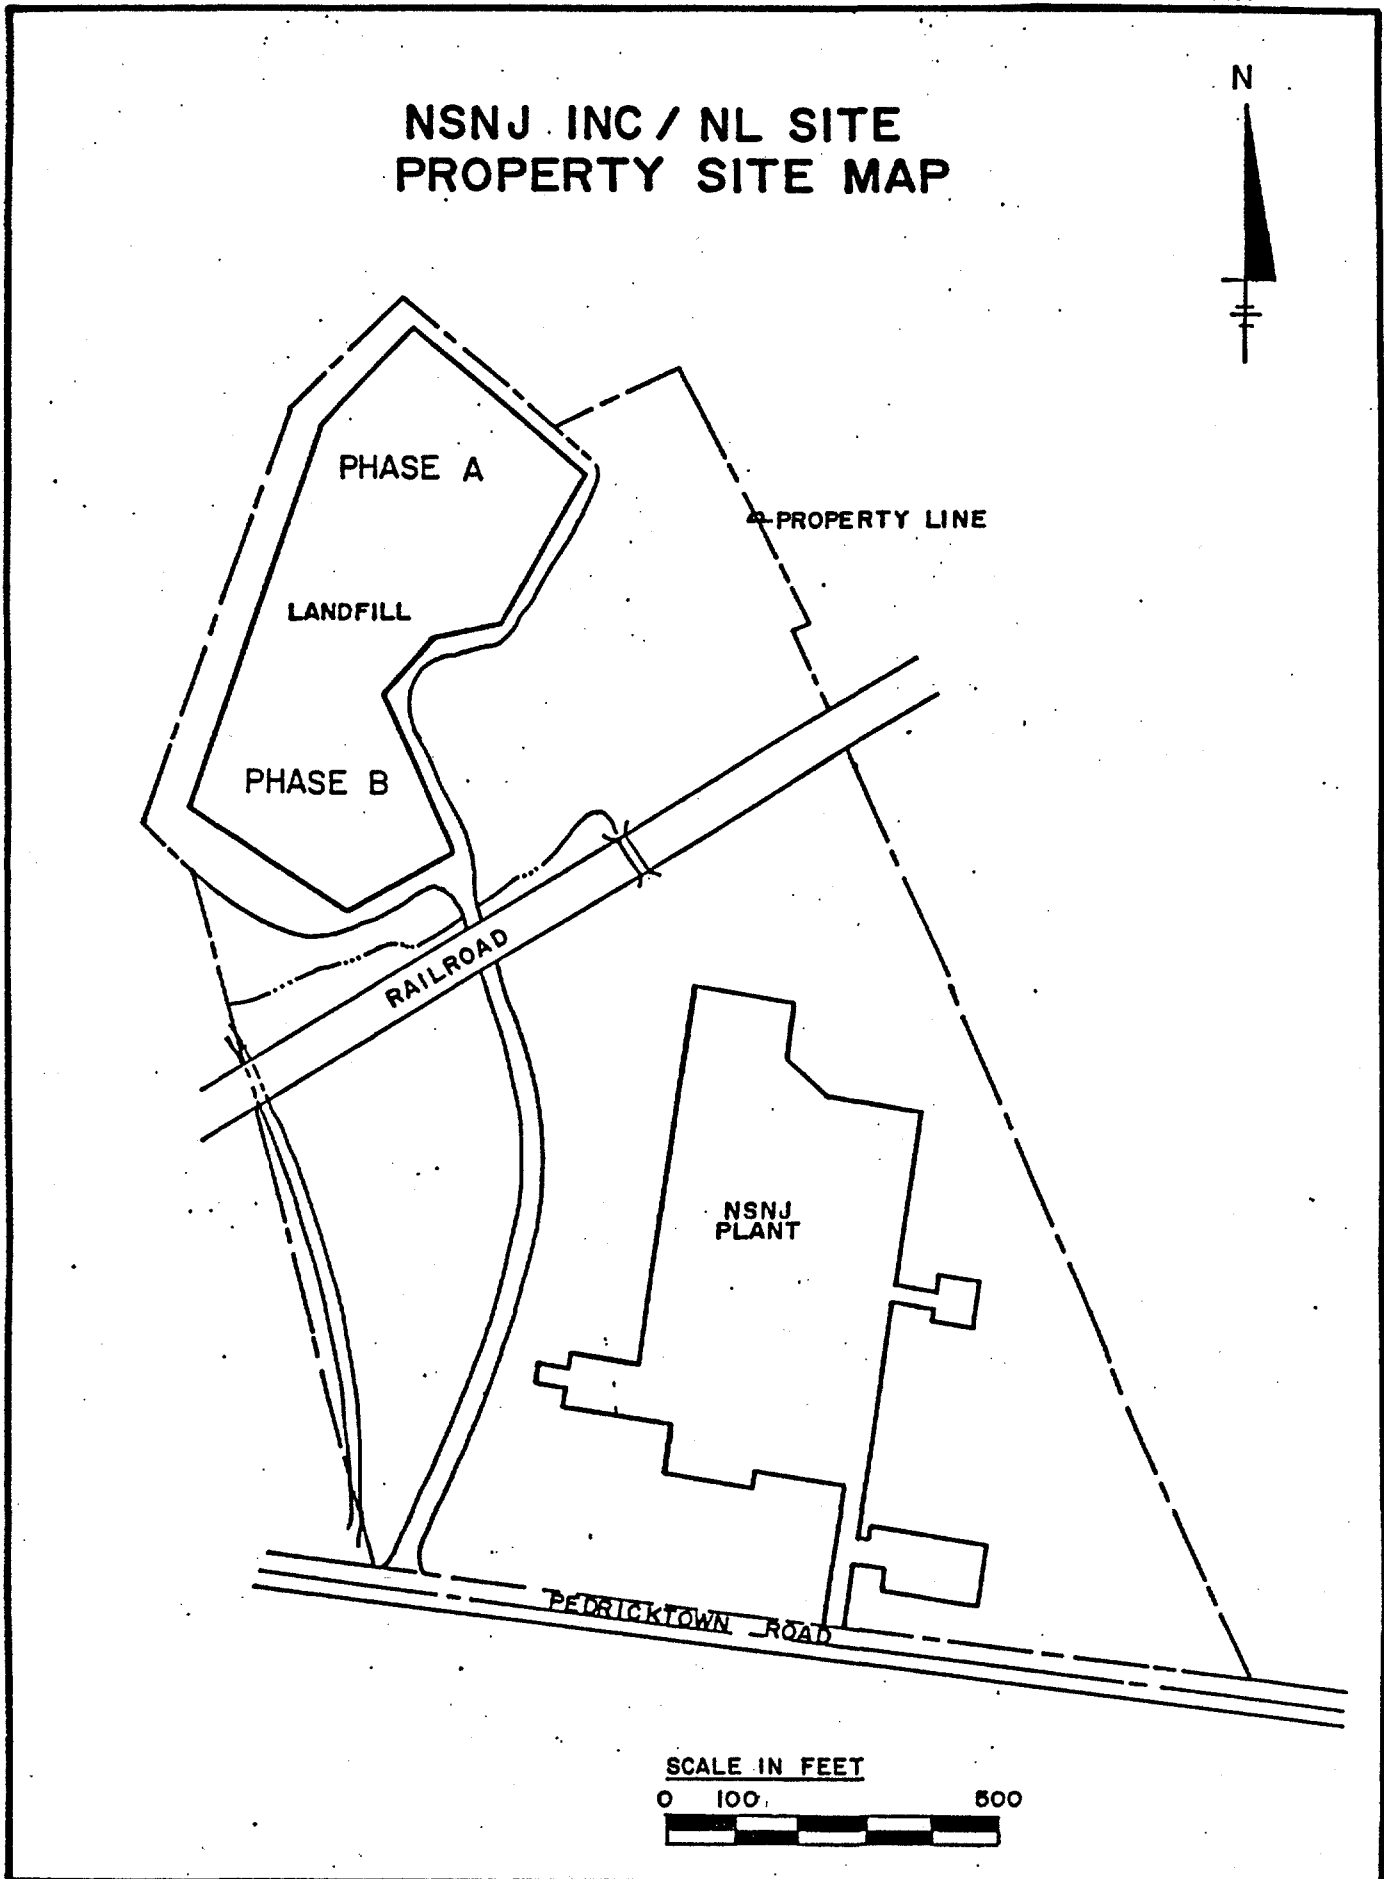 N
NSNJ INC / NL SITE
PROPERTY SITE MAP
PHASE A
PROPERTY LINE
LANDFILL
PHASE B
RAILROAD
NSNJ
PLANT
PEDRICKTOWN ROAD
SCALE IN FEET
0 100 500